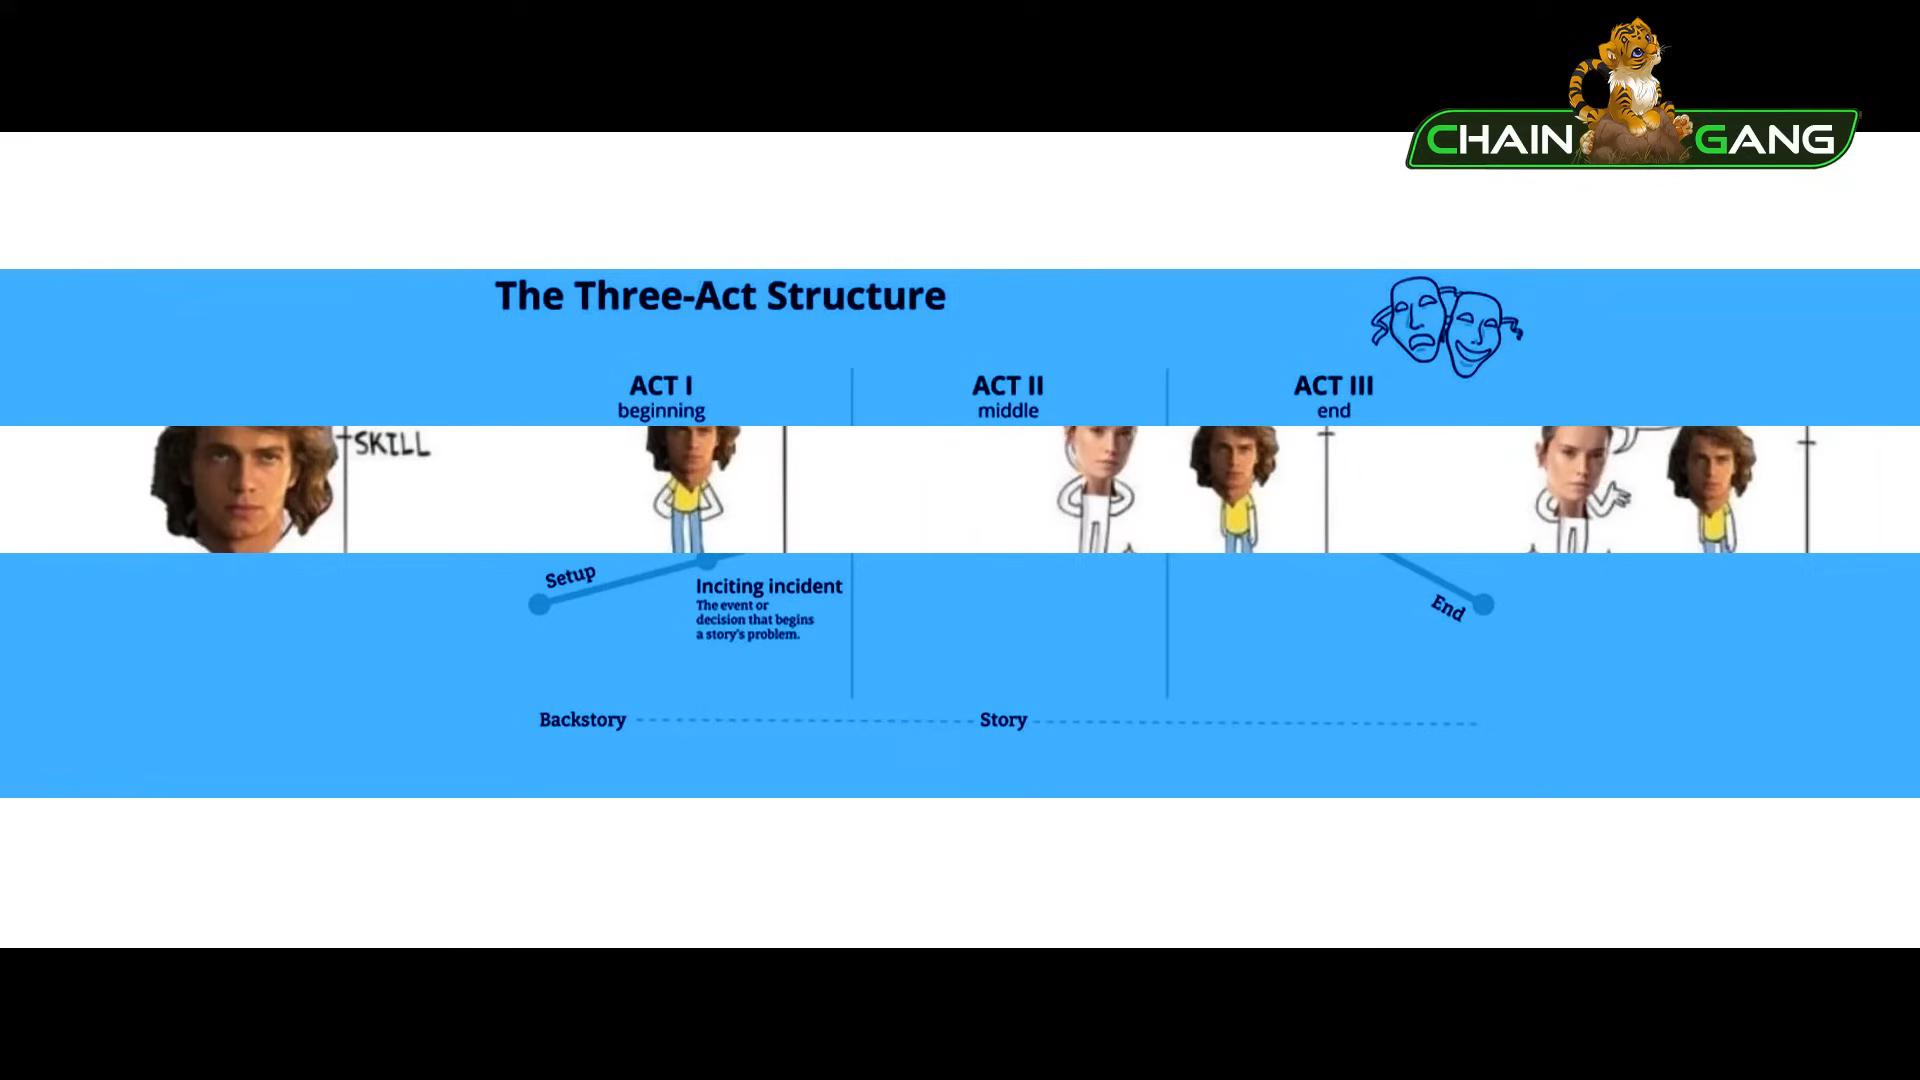 CHAIN GANG
The Three-Act Structure
ACT I
beginning
ACT II
middle
ACT III
end
SKILL
Setup
Inciting incident
The event or
decision that begins
a story's problem.
End
Backstory
Story